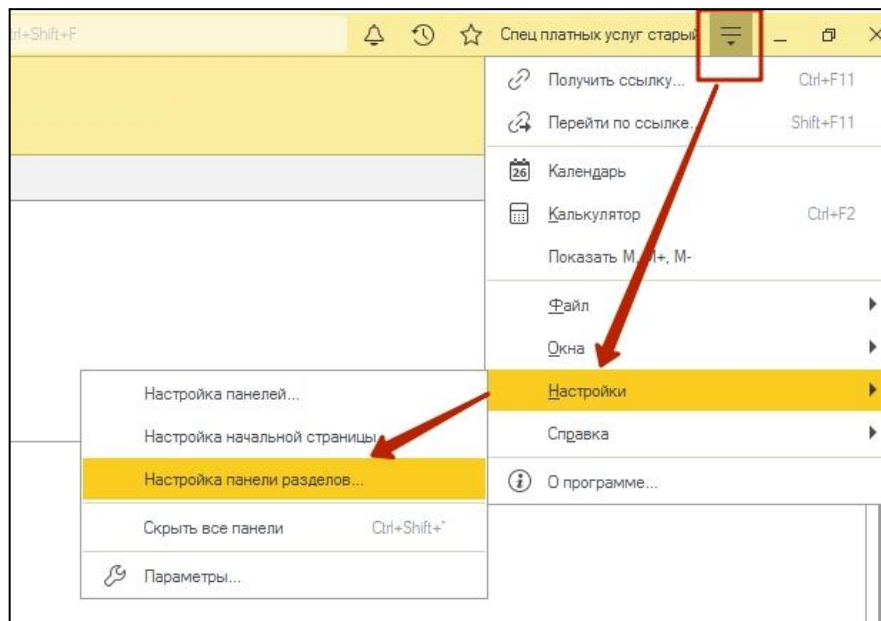 trl+Shift+F
Спец платных услуг старый
Получить ссылку... Ctrl+F11
Перейти по ссылке... Shift+F11
26 Календарь
Калькулятор Ctrl+F2
Показать M, M+, M-
Файл
Окна
Настройки
Справка
О программе...
Настройка панелей...
Настройка начальной страницы
Настройка панели разделов...
Скрыть все панели Ctrl+Shift+`
Параметры...